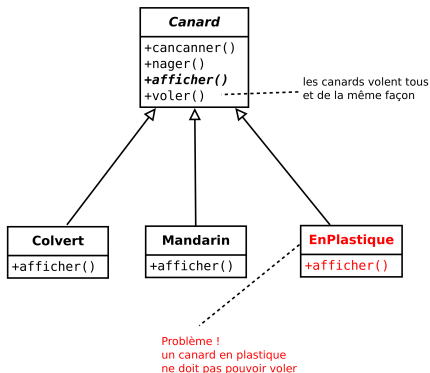 Canard
+cancanner()
+nager()
+afficher()
+voler()
les canards volent tous
et de la même façon
Colvert
+afficher()
Mandarin
+afficher()
EnPlastique
+afficher()
Problème !
un canard en plastique
ne doit pas pouvoir voler